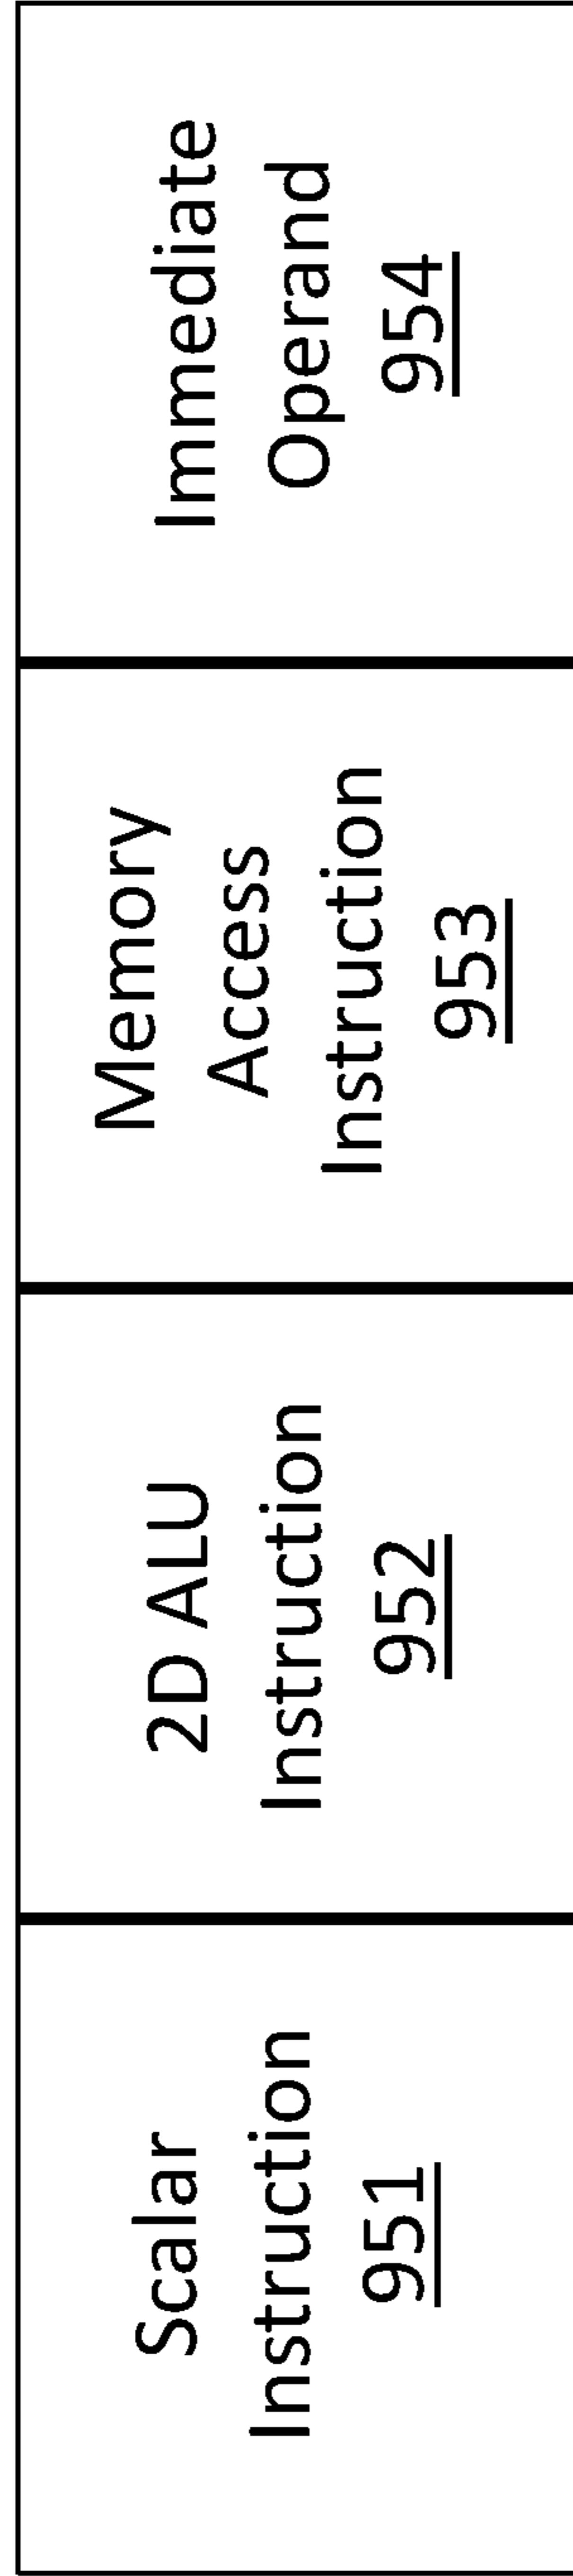 Scalar
Instruction
951
2D ALU
Instruction
952
Memory
Access
Instruction
953
Immediate
Operand
954